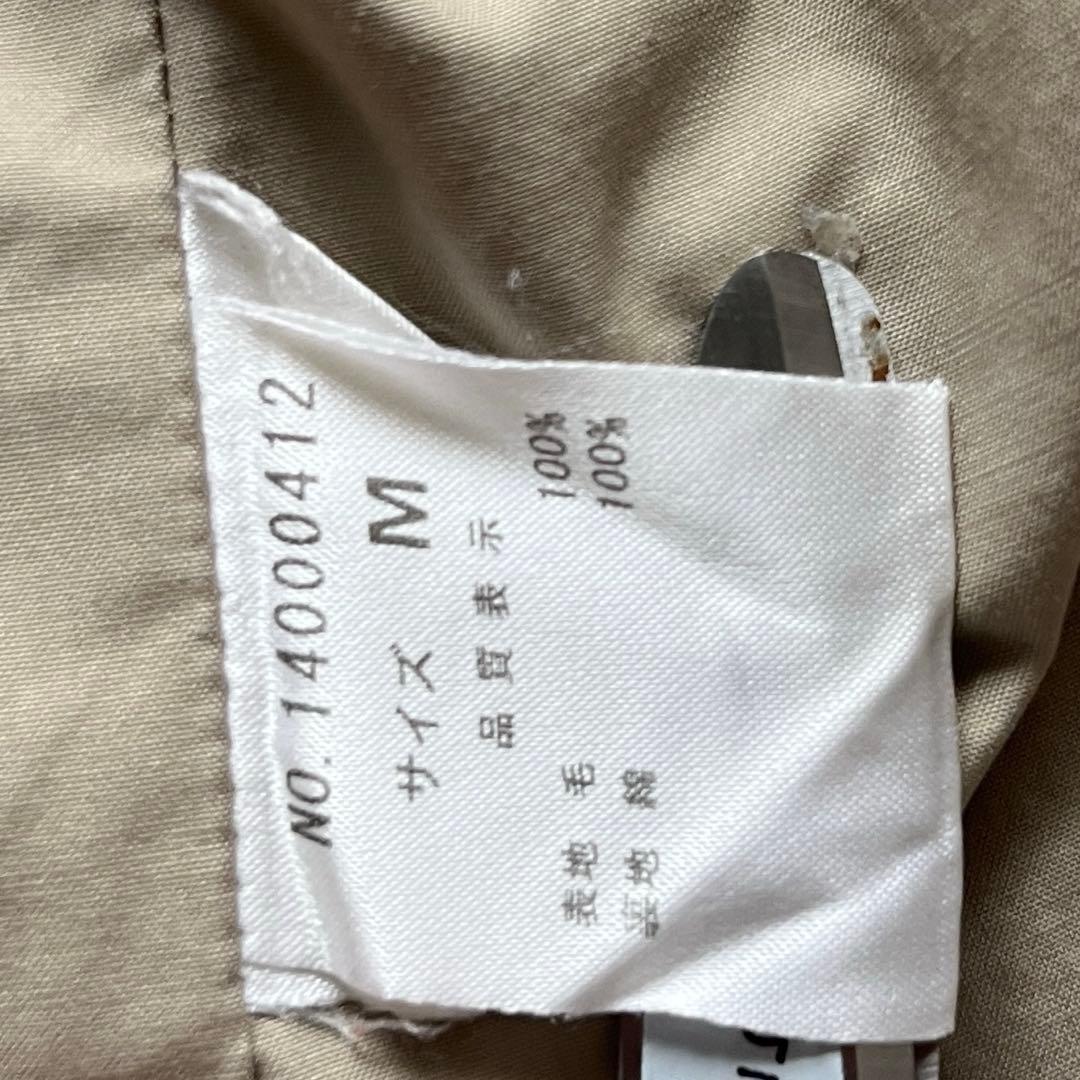 NO.14000412
サイズ M
品質表示
表地 毛 100%
裏地 綿 100%